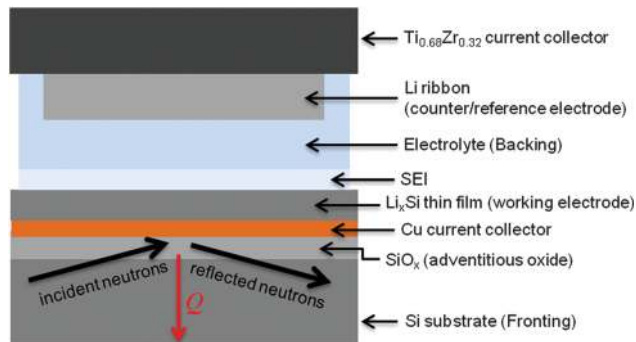 Ti0.68Zr0.32 current collector
Li ribbon
(counter/reference electrode)
Electrolyte (Backing)
SEI
LixSi thin film (working electrode)
Cu current collector
SiOx (adventitious oxide)
incident neutrons
reflected neutrons
Q
Si substrate (Fronting)